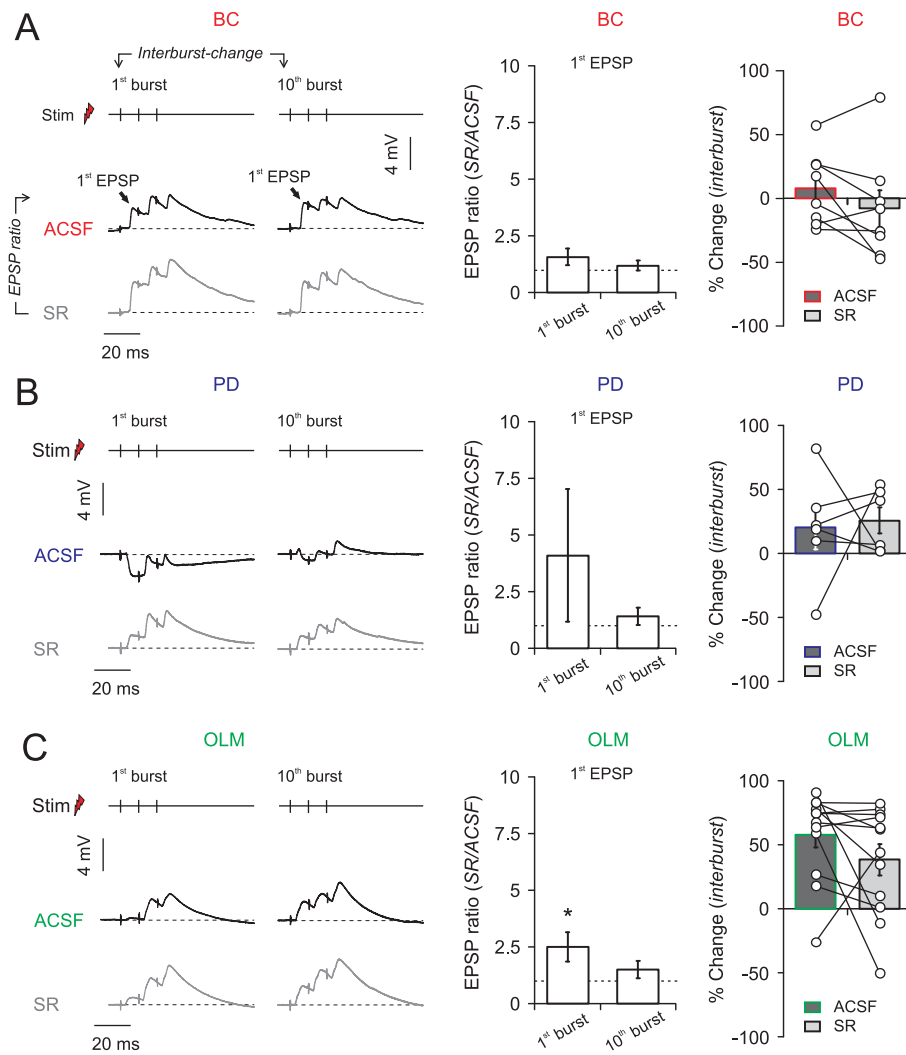 A
BC
BC
BC
Interburst-change
1st burst
10th burst
Stim
4 mV
1st EPSP
1st EPSP
EPSP ratio
ACSF
SR
20 ms
1st EPSP
EPSP ratio (SR/ACSF)
10
7.5
5
2.5
0
1st burst
10th burst
% Change (interburst)
100
50
0
-50
-100
ACSF
SR
B
PD
PD
PD
1st burst
10th burst
Stim
4 mV
ACSF
SR
20 ms
1st EPSP
EPSP ratio (SR/ACSF)
10
7.5
5
2.5
0
1st burst
10th burst
% Change (interburst)
100
50
0
-50
-100
ACSF
SR
C
OLM
OLM
OLM
1st burst
10th burst
Stim
4 mV
ACSF
SR
20 ms
1st EPSP
EPSP ratio (SR/ACSF)
10
7.5
5
2.5
0
*
1st burst
10th burst
% Change (interburst)
100
50
0
-50
-100
ACSF
SR